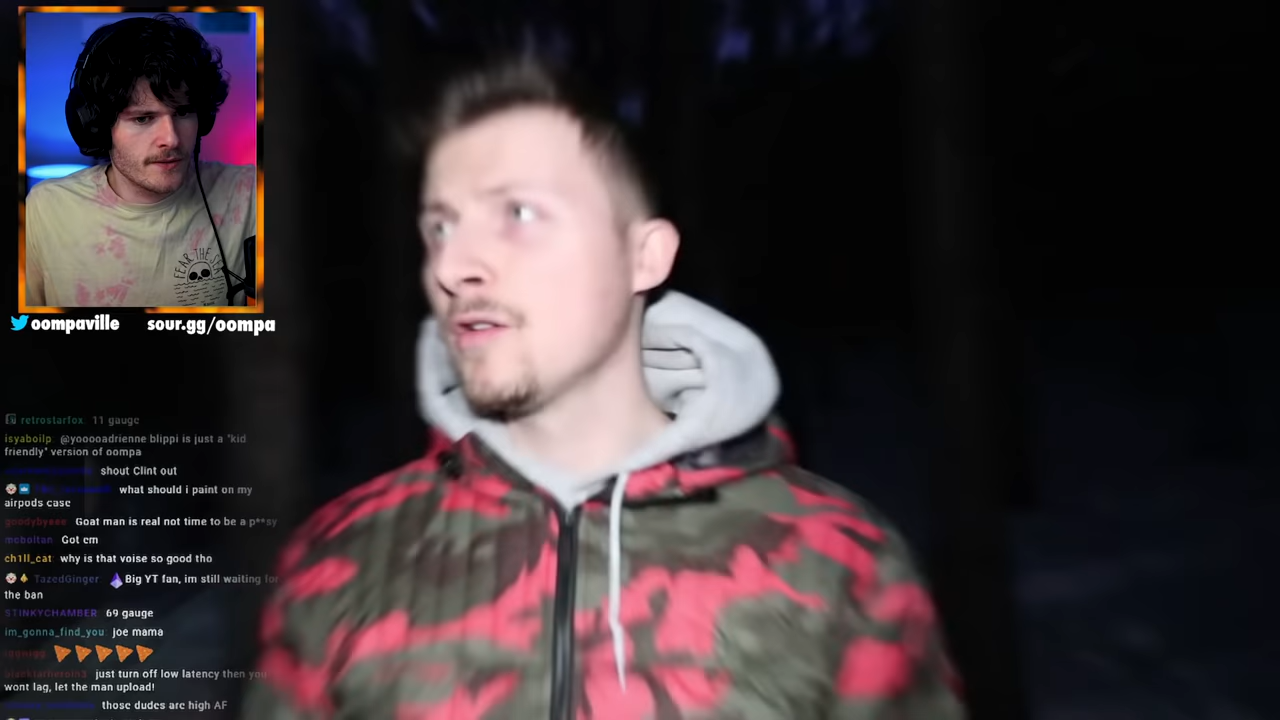 FEAR THE SEA
oompaville sour.gg/oompa
retrostarfox 11 gauge
isyaboilp @yooooadrienne blippi is just a "kid
friendly" version of oompa
shout Clint out
what should i paint on my
airpods case
goodbyeae Goat man is real not time to be a p**sy
mcboltan Got em
ch1ll_cat why is that voise so good tho
TazedGinger Big YT fan, im still waiting for
the ban
STINKYCHAMBER 69 gauge
im_gonna_find_you joe mama
just turn off low latency then you
wont lag, let the man upload!
those dudes are high AF